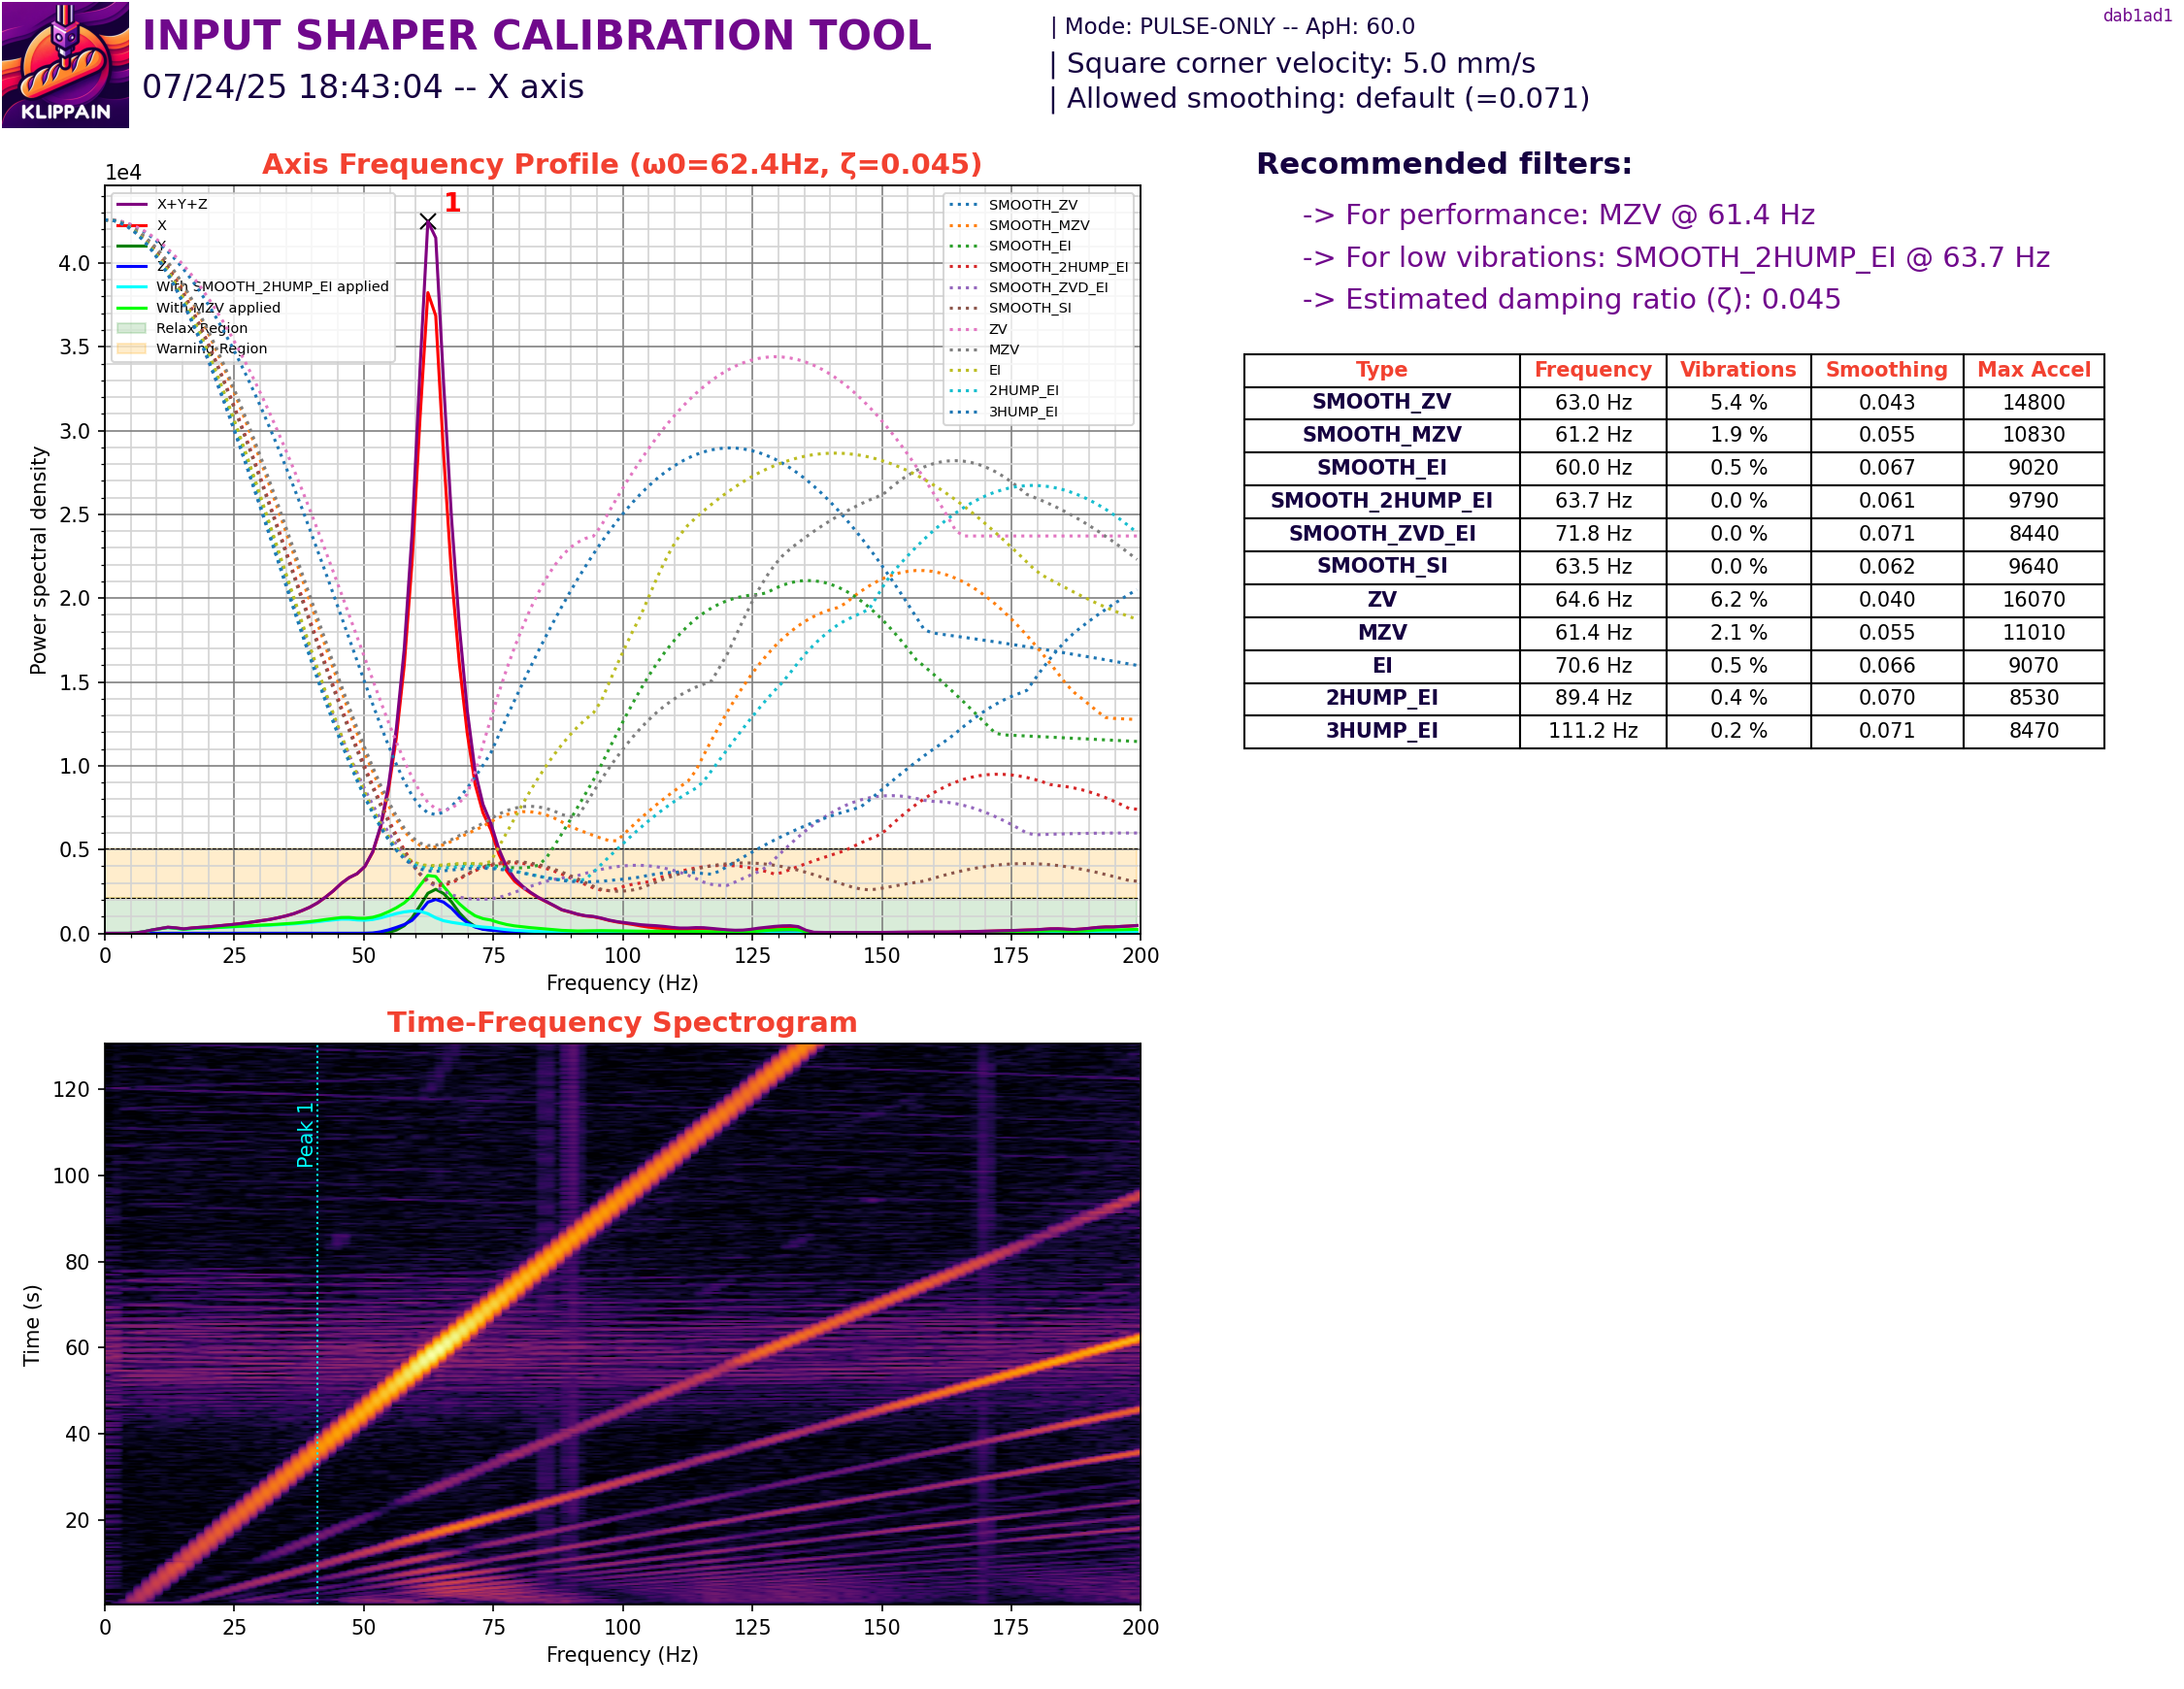 dab1ad1
KLIPPAIN
INPUT SHAPER CALIBRATION TOOL
07/24/25 18:43:04 -- X axis
| Mode: PULSE-ONLY -- ApH: 60.0
| Square corner velocity: 5.0 mm/s
| Allowed smoothing: default (=0.071)
Axis Frequency Profile (ω0=62.4Hz, ζ=0.045)
1e4
1
X+Y+Z
X
Y
Z
With SMOOTH_2HUMP_EI applied
With MZV applied
Relax Region
Warning Region
SMOOTH_ZV
SMOOTH_MZV
SMOOTH_EI
SMOOTH_2HUMP_EI
SMOOTH_ZVD_EI
SMOOTH_SI
ZV
MZV
EI
2HUMP_EI
3HUMP_EI
Power spectral density
4.0
3.5
3.0
2.5
2.0
1.5
1.0
0.5
0.0
0 25 50 75 100 125 150 175 200
Frequency (Hz)
Recommended filters:
-> For performance: MZV @ 61.4 Hz
-> For low vibrations: SMOOTH_2HUMP_EI @ 63.7 Hz
-> Estimated damping ratio (ζ): 0.045
Type Frequency Vibrations Smoothing Max Accel
SMOOTH_ZV 63.0 Hz 5.4 % 0.043 14800
SMOOTH_MZV 61.2 Hz 1.9 % 0.055 10830
SMOOTH_EI 60.0 Hz 0.5 % 0.067 9020
SMOOTH_2HUMP_EI 63.7 Hz 0.0 % 0.061 9790
SMOOTH_ZVD_EI 71.8 Hz 0.0 % 0.071 8440
SMOOTH_SI 63.5 Hz 0.0 % 0.062 9640
ZV 64.6 Hz 6.2 % 0.040 16070
MZV 61.4 Hz 2.1 % 0.055 11010
EI 70.6 Hz 0.5 % 0.066 9070
2HUMP_EI 89.4 Hz 0.4 % 0.070 8530
3HUMP_EI 111.2 Hz 0.2 % 0.071 8470
Time-Frequency Spectrogram
Peak 1
Time (s)
120
100
80
60
40
20
0 25 50 75 100 125 150 175 200
Frequency (Hz)